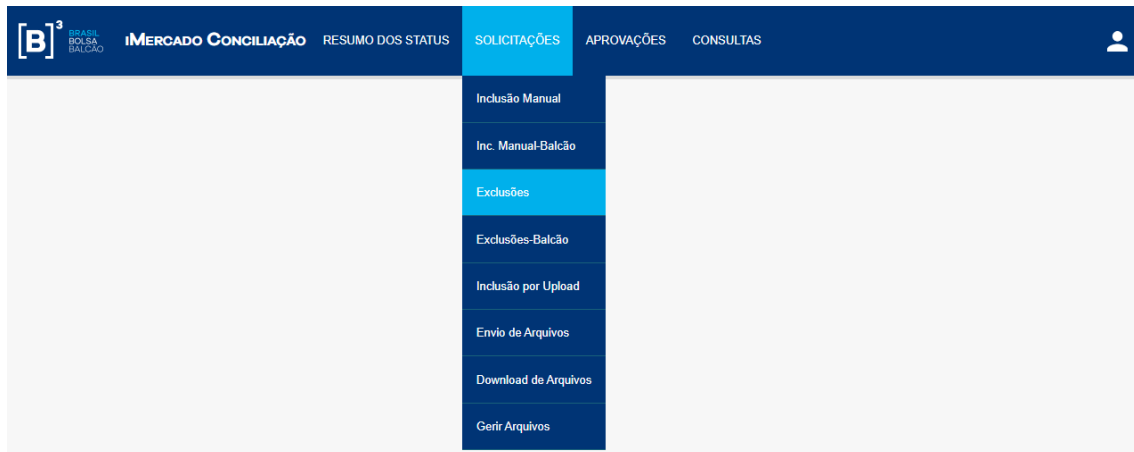 [B]³ BRASIL
BOLSA
BALCÃO
iMERCADO CONCILIAÇÃO RESUMO DOS STATUS SOLICITAÇÕES APROVAÇÕES CONSULTAS
Inclusão Manual
Inc. Manual-Balcão
Exclusões
Exclusões-Balcão
Inclusão por Upload
Envio de Arquivos
Download de Arquivos
Gerir Arquivos